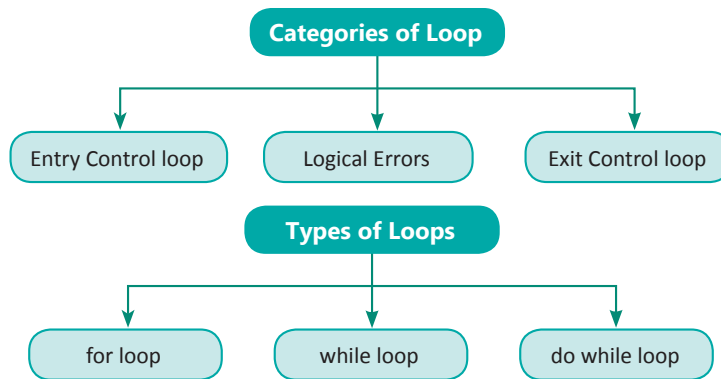 Categories of Loop
Entry Control loop
Logical Errors
Exit Control loop
Types of Loops
for loop
while loop
do while loop